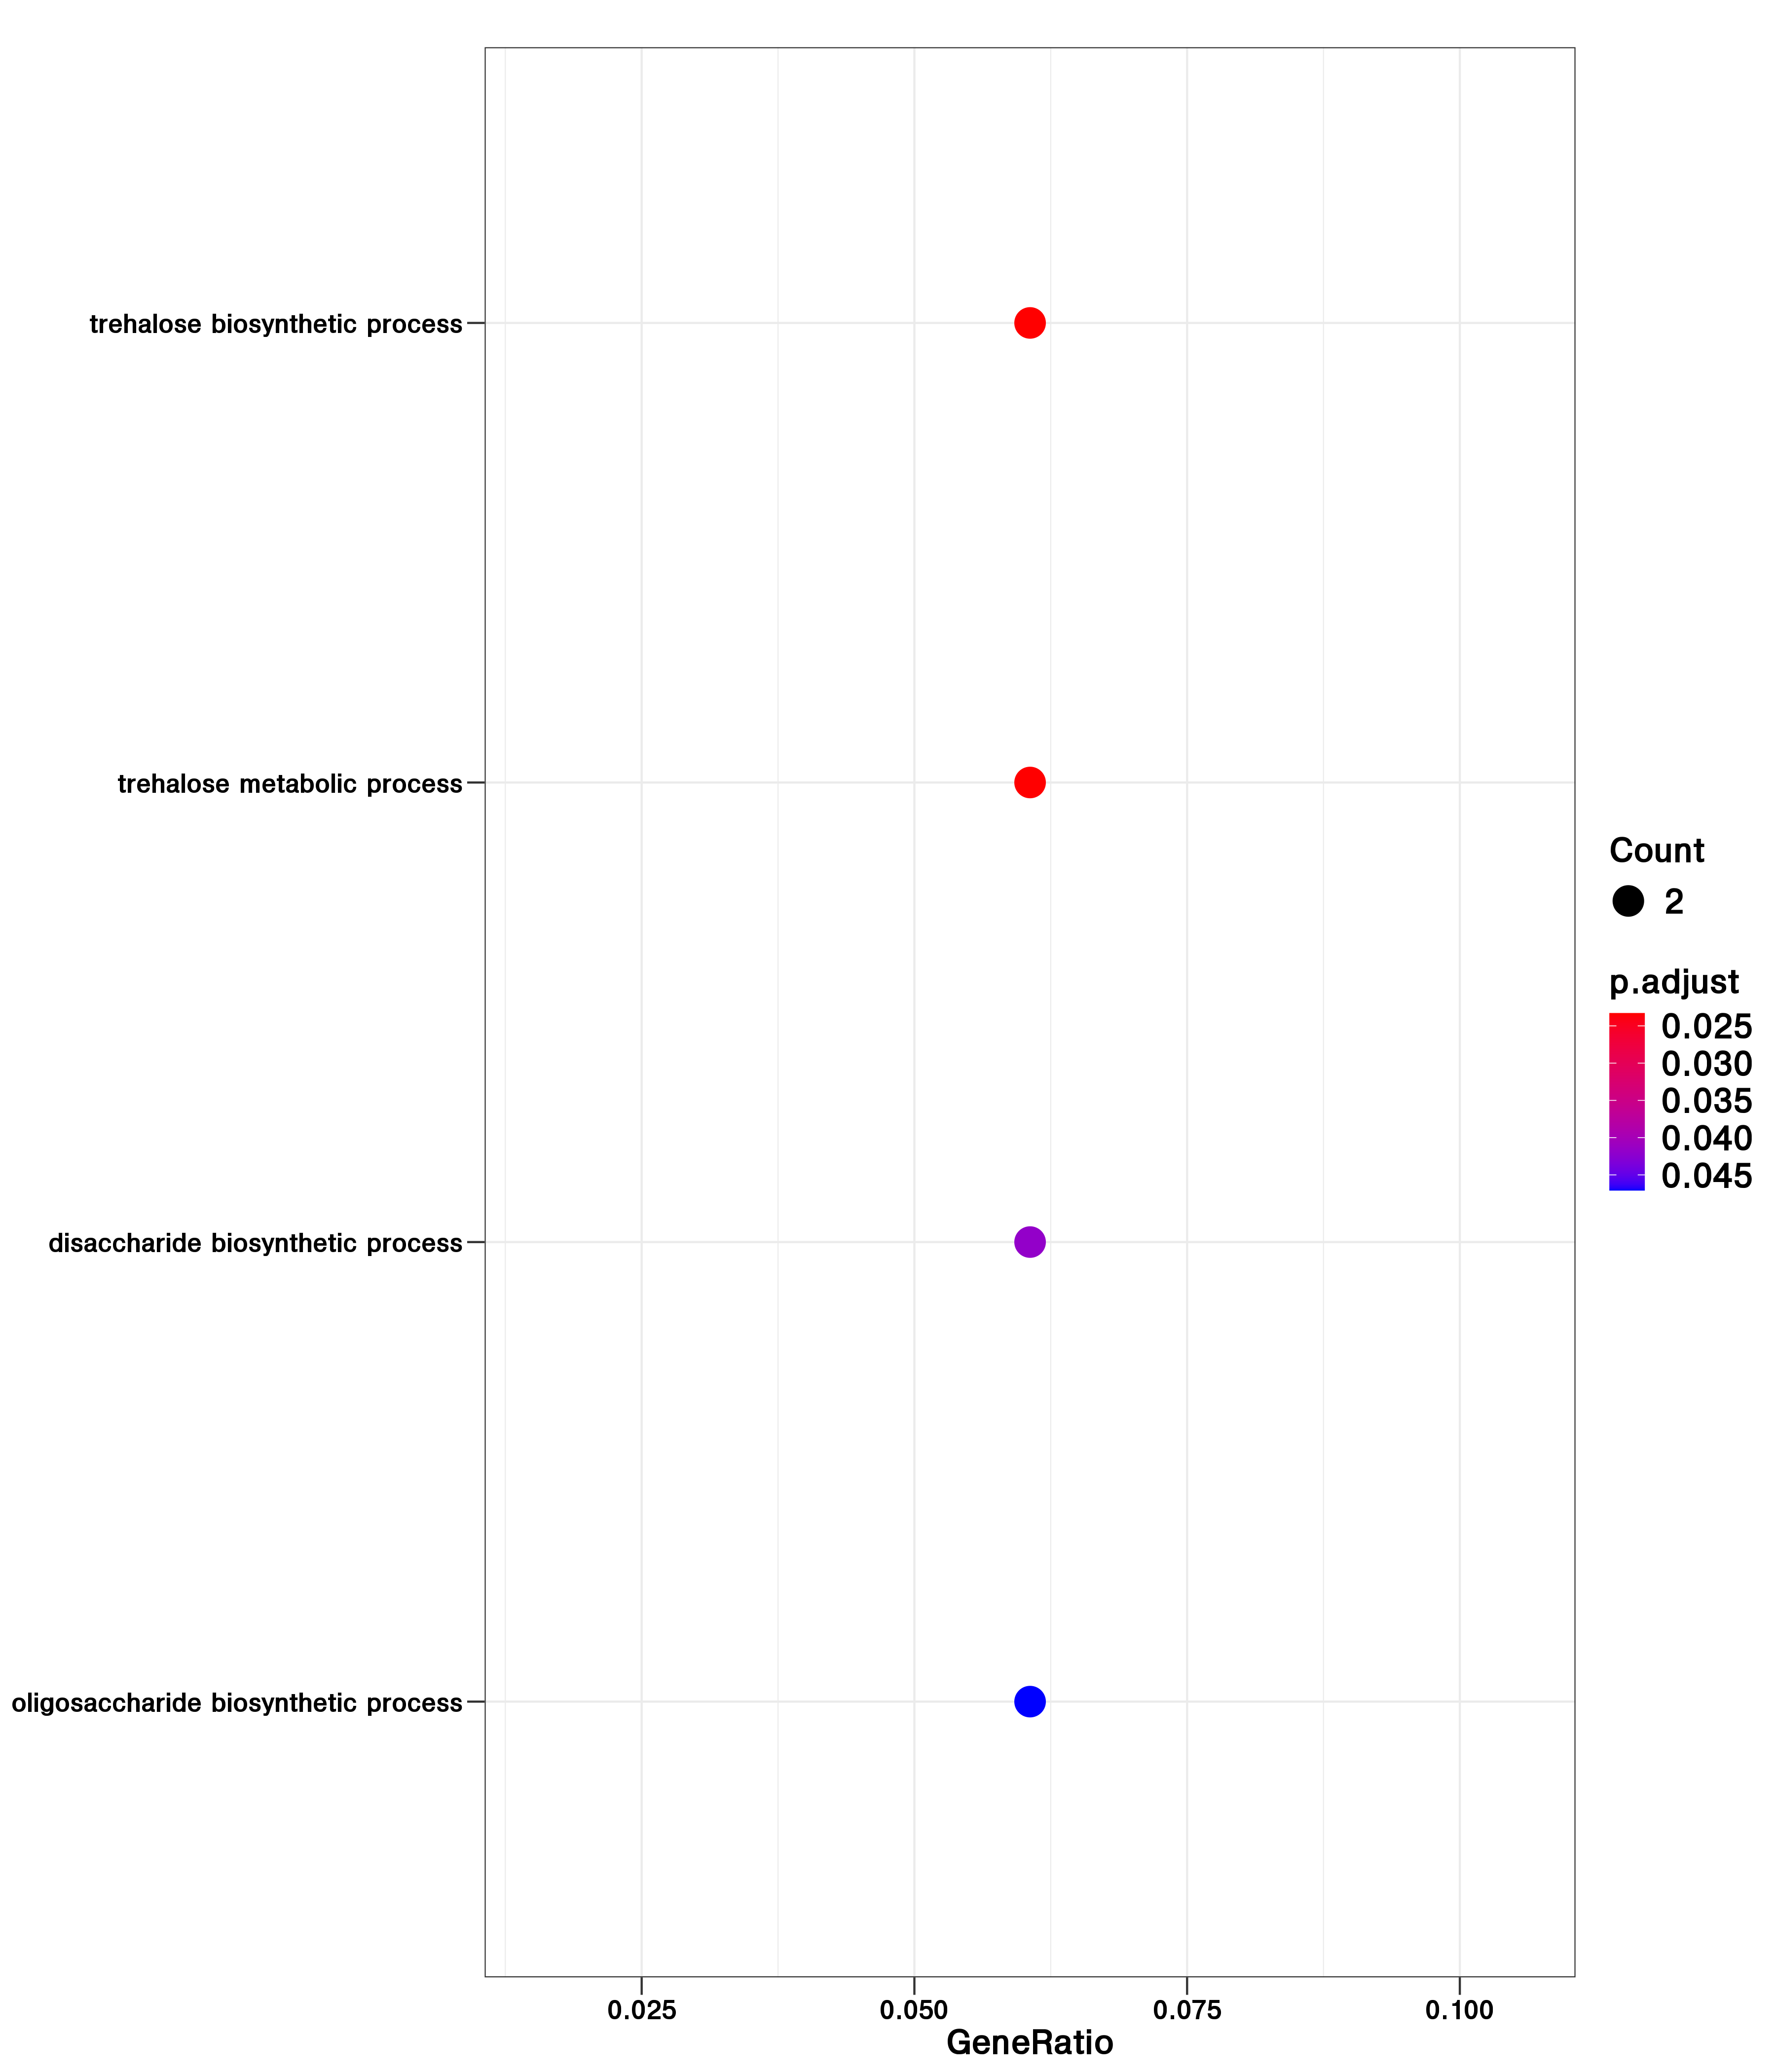 trehalose biosynthetic process
trehalose metabolic process
disaccharide biosynthetic process
oligosaccharide biosynthetic process
0.025
0.050
0.075
0.100
GeneRatio
Count
2
p.adjust
0.025
0.030
0.035
0.040
0.045